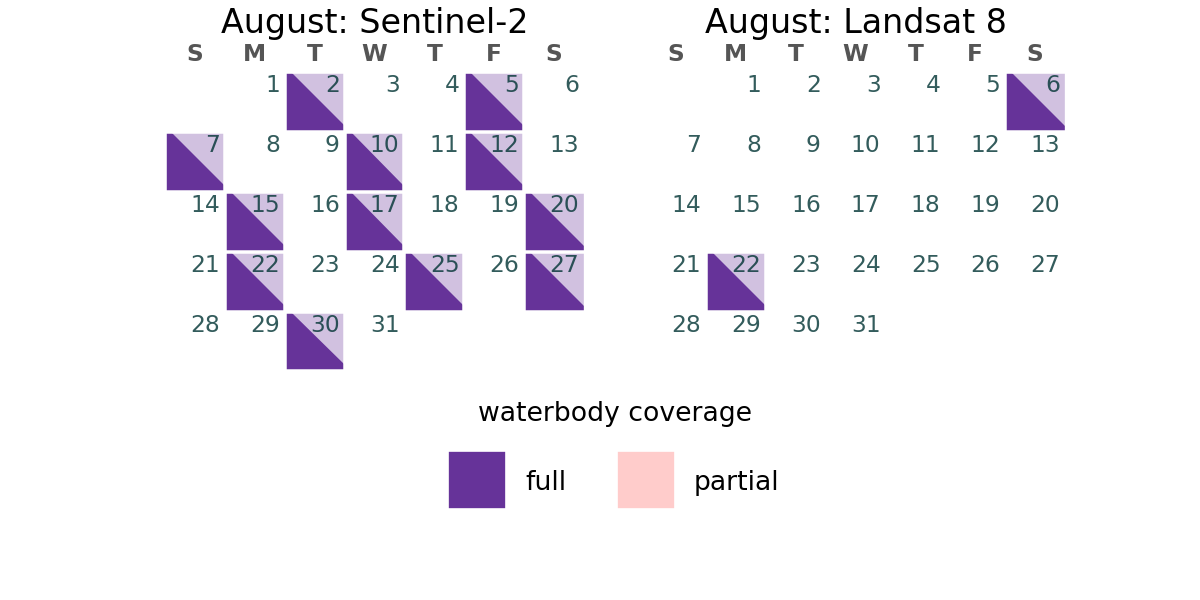 August: Sentinel-2
S M T W T F S
1 2 3 4 5 6
7 8 9 10 11 12 13
14 15 16 17 18 19 20
21 22 23 24 25 26 27
28 29 30 31
August: Landsat 8
S M T W T F S
1 2 3 4 5 6
7 8 9 10 11 12 13
14 15 16 17 18 19 20
21 22 23 24 25 26 27
28 29 30 31
waterbody coverage
full partial